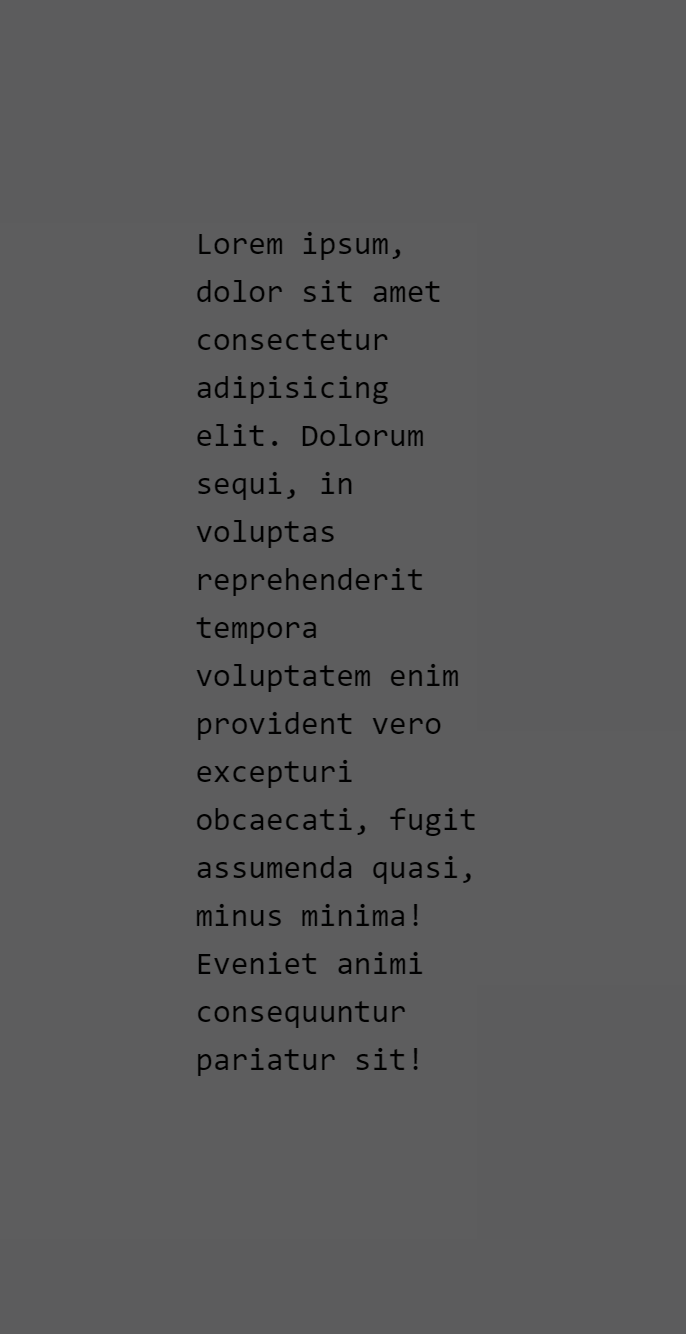 Lorem ipsum,
dolor sit amet
consectetur
adipisicing
elit. Dolorum
sequi, in
voluptas
reprehenderit
tempora
voluptatem enim
provident vero
excepturi
obcaecati, fugit
assumenda quasi,
minus minima!
Eveniet animi
consequuntur
pariatur sit!